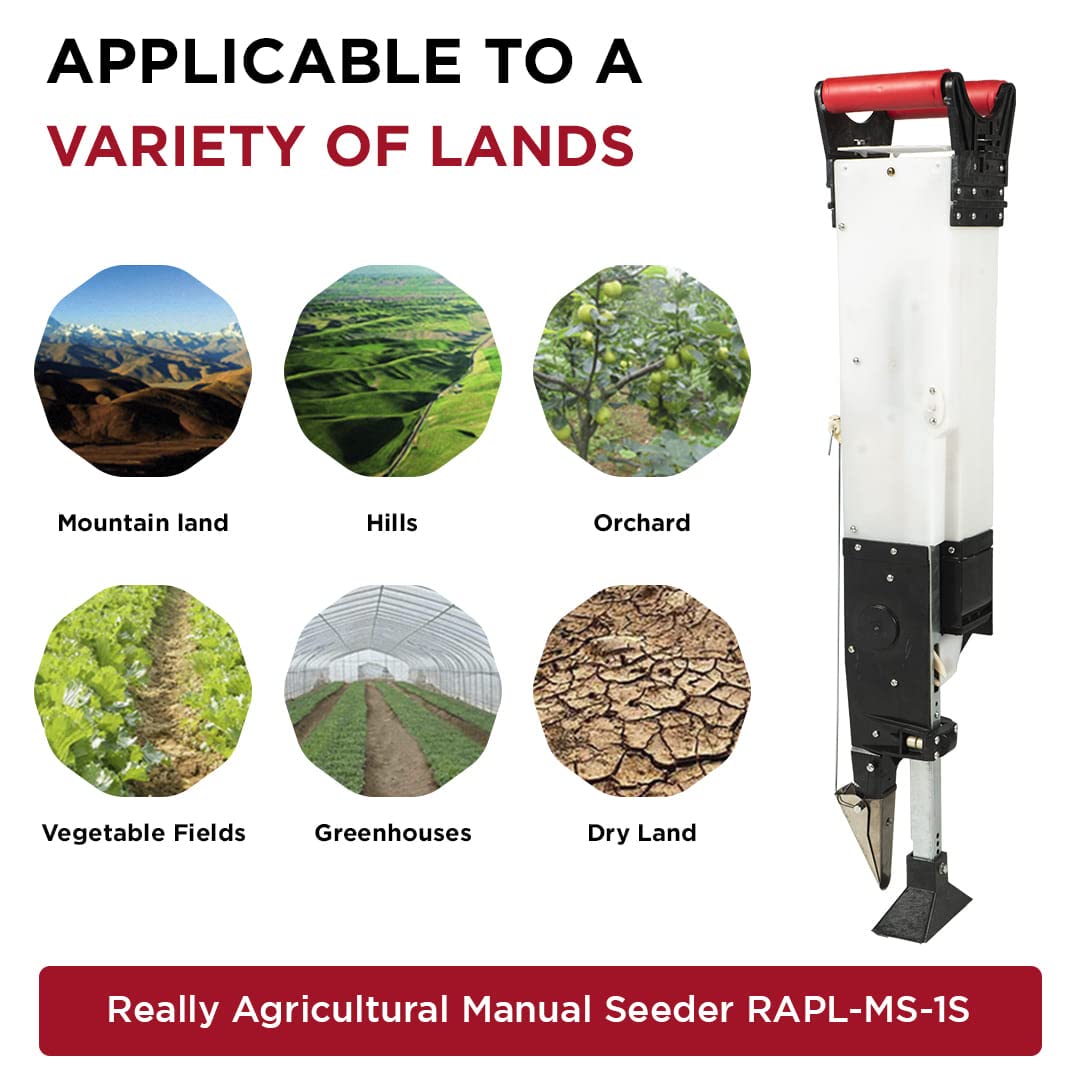 APPLICABLE TO A
VARIETY OF LANDS
Mountain land
Hills
Orchard
Vegetable Fields
Greenhouses
Dry Land
Really Agricultural Manual Seeder RAPL-MS-1S